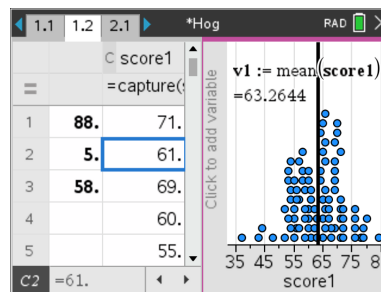 1.1 1.2 2.1 *Hog RAD
C score1
= =capture(s
1 88. 71.
2 5. 61.
3 58. 69.
4 60.
5 55.
C2 =61.
Click to add variable
v1 := mean(score1)
=63.2644
35 45 55 65 75 8
score1